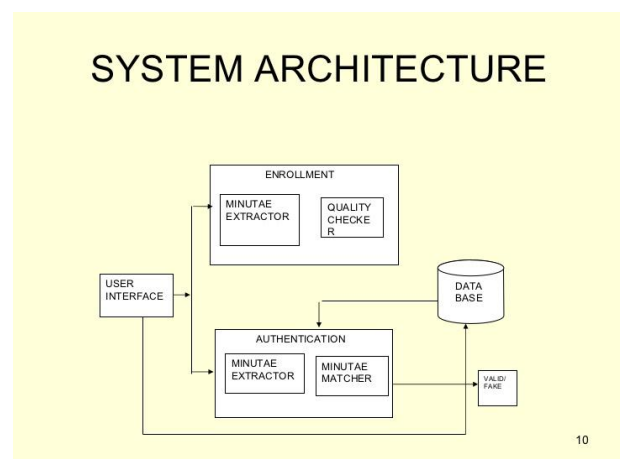 SYSTEM ARCHITECTURE
ENROLLMENT
MINUTAE
EXTRACTOR
QUALITY
CHECKE
R
USER
INTERFACE
DATA
BASE
AUTHENTICATION
MINUTAE
EXTRACTOR
MINUTAE
MATCHER
VALID/
FAKE
10